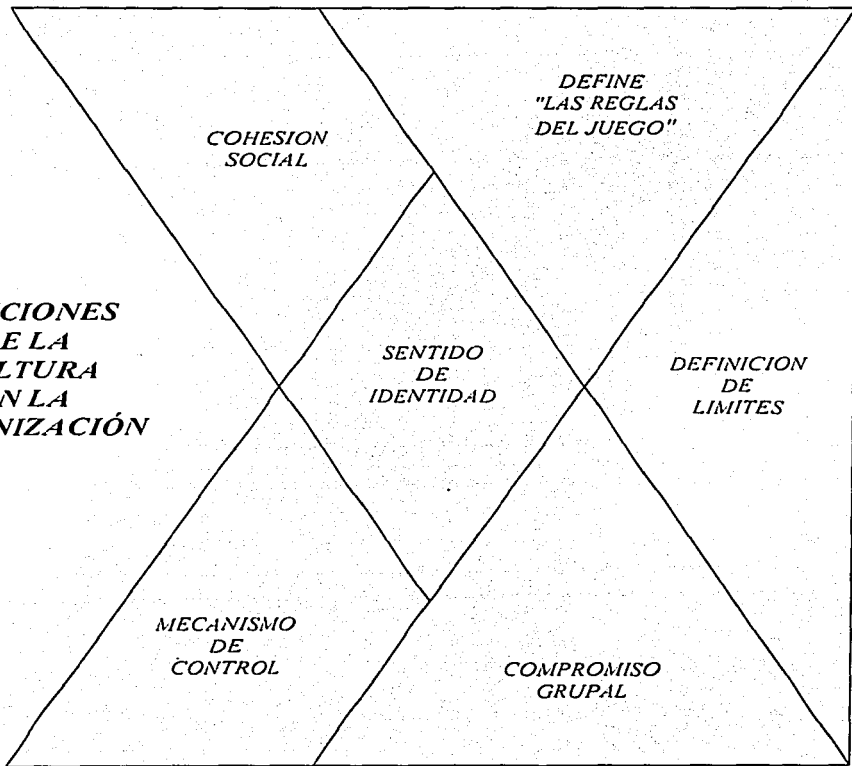 COHESION
SOCIAL
DEFINE
"LAS REGLAS
DEL JUEGO"
CIONES
E LA
LTURA
N LA
NIZACIÓN
SENTIDO
DE
IDENTIDAD
DEFINICION
DE
LIMITES
MECANISMO
DE
CONTROL
COMPROMISO
GRUPAL